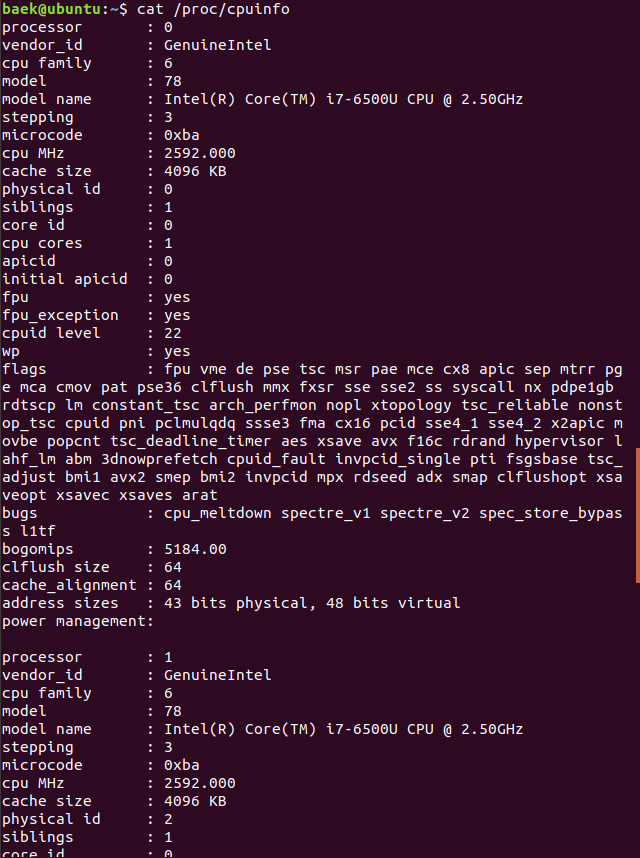 baek@ubuntu:~$ cat /proc/cpuinfo
processor       : 0
vendor_id       : GenuineIntel
cpu family      : 6
model           : 78
model name      : Intel(R) Core(TM) i7-6500U CPU @ 2.50GHz
stepping        : 3
microcode       : 0xba
cpu MHz         : 2592.000
cache size      : 4096 KB
physical id     : 0
siblings        : 1
core id         : 0
cpu cores       : 1
apicid          : 0
initial apicid  : 0
fpu             : yes
fpu_exception   : yes
cpuid level     : 22
wp              : yes
flags           : fpu vme de pse tsc msr pae mce cx8 apic sep mtrr pg
e mca cmov pat pse36 clflush mmx fxsr sse sse2 ss syscall nx pdpe1gb
rdtscp lm constant_tsc arch_perfmon nopl xtopology tsc_reliable nonst
op_tsc cpuid pni pclmulqdq ssse3 fma cx16 pcid sse4_1 sse4_2 x2apic m
ovbe popcnt tsc_deadline_timer aes xsave avx f16c rdrand hypervisor l
ahf_lm abm 3dnowprefetch cpuid_fault invpcid_single pti fsgsbase tsc_
adjust bmi1 avx2 smep bmi2 invpcid mpx rdseed adx smap clflushopt xsa
veopt xsavec xsaves arat
bugs            : cpu_meltdown spectre_v1 spectre_v2 spec_store_bypas
s l1tf
bogomips        : 5184.00
clflush size    : 64
cache_alignment : 64
address sizes   : 43 bits physical, 48 bits virtual
power management:

processor       : 1
vendor_id       : GenuineIntel
cpu family      : 6
model           : 78
model name      : Intel(R) Core(TM) i7-6500U CPU @ 2.50GHz
stepping        : 3
microcode       : 0xba
cpu MHz         : 2592.000
cache size      : 4096 KB
physical id     : 2
siblings        : 1
core id         : 0